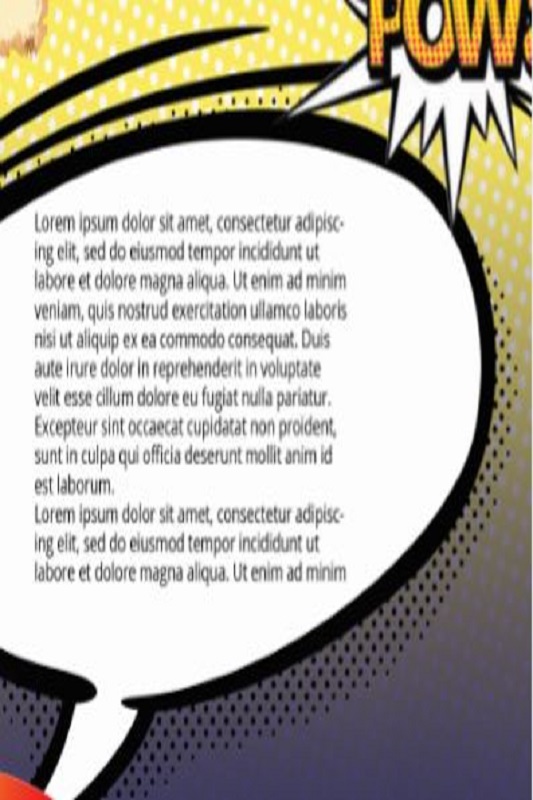 POW
Lorem ipsum dolor sit amet, consectetur adipisc-
ing elit, sed do eiusmod tempor incididunt ut
labore et dolore magna aliqua. Ut enim ad minim
veniam, quis nostrud exercitation ullamco laboris
nisi ut aliquip ex ea commodo consequat. Duis
aute irure dolor in reprehenderit in voluptate
velit esse cillum dolore eu fugiat nulla pariatur.
Excepteur sint occaecat cupidatat non proident,
sunt in culpa qui officia deserunt mollit anim id
est laborum.
Lorem ipsum dolor sit amet, consectetur adipisc-
ing elit, sed do eiusmod tempor incididunt ut
labore et dolore magna aliqua. Ut enim ad minim